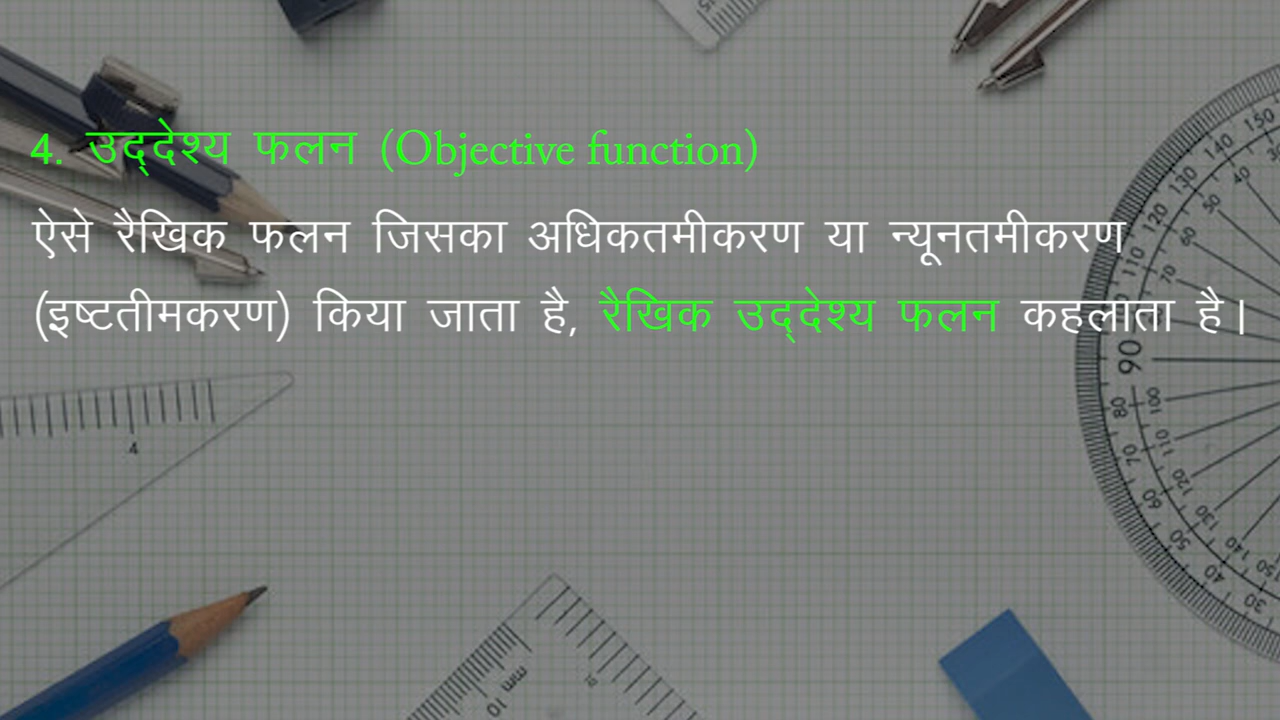 4. उद्देश्य फलन (Objective function)
ऐसे रैखिक फलन जिसका अधिकतमीकरण या न्यूनतमीकरण
(इष्टतीमकरण) किया जाता है, रैखिक उद्देश्य फलन कहलाता है।